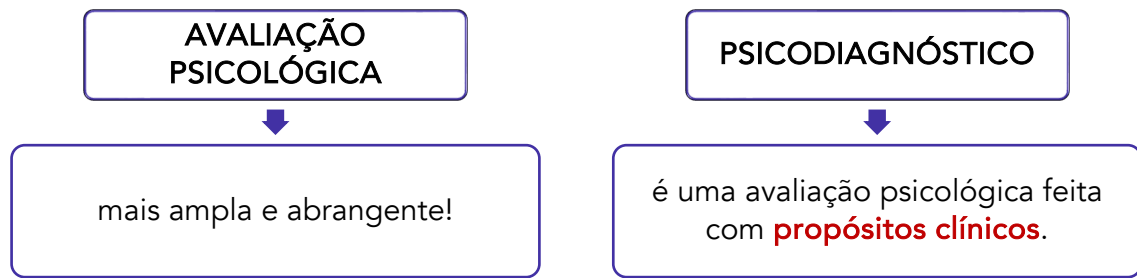 AVALIAÇÃO
PSICOLÓGICA
mais ampla e abrangente!
PSICODIAGNÓSTICO
é uma avaliação psicológica feita
com propósitos clínicos.